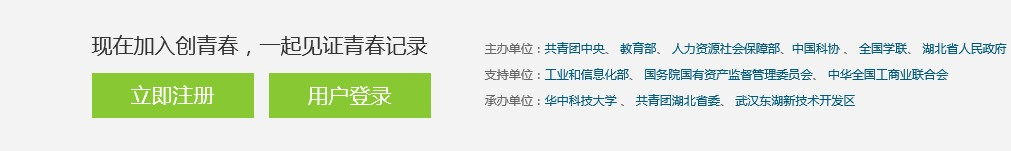 现在加入创青春，一起见证青春记录
立即注册 用户登录
主办单位：共青团中央、 教育部、 人力资源社会保障部、中国科协 、 全国学联、 湖北省人民政府
支持单位：工业和信息化部、 国务院国有资产监督管理委员会、 中华全国工商业联合会
承办单位：华中科技大学 、 共青团湖北省委、 武汉东湖新技术开发区